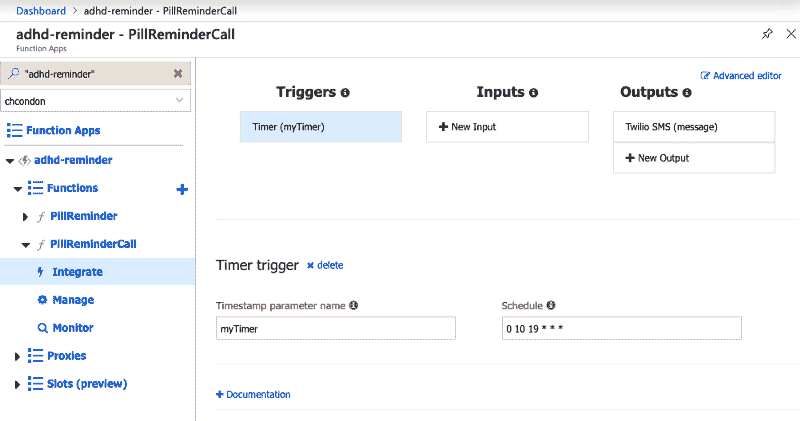 Dashboard > adhd-reminder - PillReminderCall
adhd-reminder - PillReminderCall
Function Apps
"adhd-reminder"
chcondon
Function Apps
adhd-reminder
Functions
PillReminder
PillReminderCall
Integrate
Manage
Monitor
Proxies
Slots (preview)
Advanced editor
Triggers Inputs Outputs
Timer (myTimer) + New Input Twilio SMS (message)
+ New Output
Timer trigger × delete
Timestamp parameter name Schedule
myTimer 0 10 19 * * *
+ Documentation